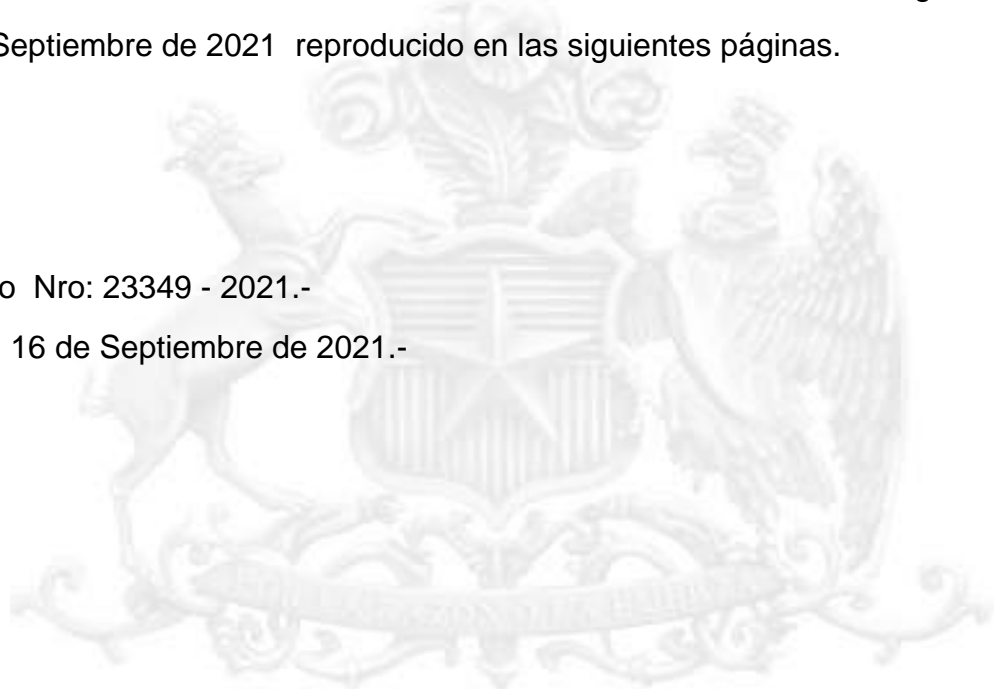 Septiembre de 2021 reproducido en las siguientes páginas.
o Nro: 23349 - 2021.-
16 de Septiembre de 2021.-